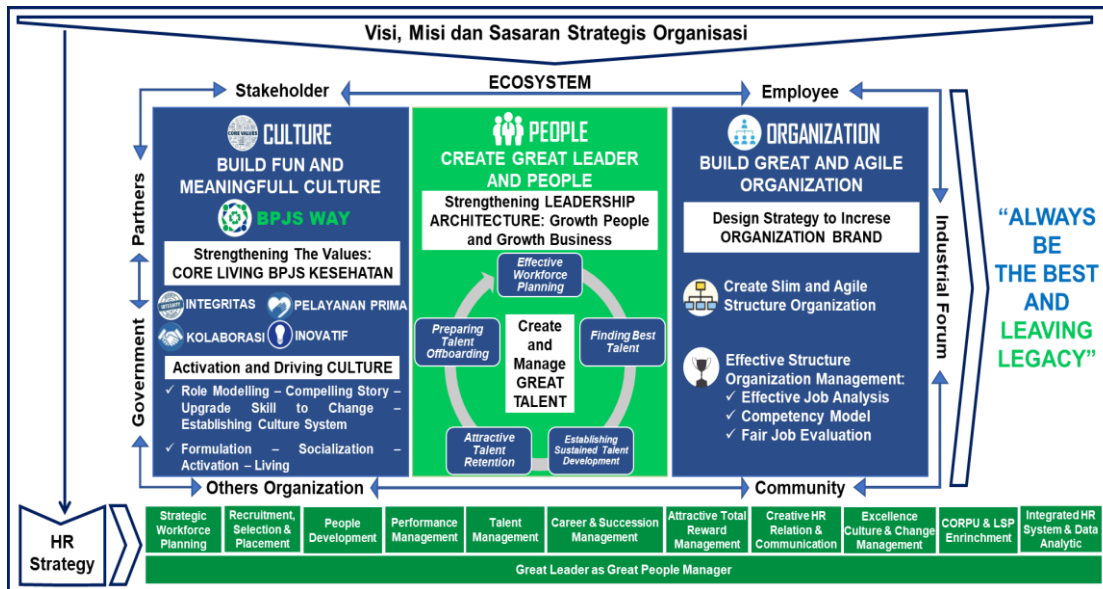 Visi, Misi dan Sasaran Strategis Organisasi
ECOSYSTEM
Stakeholder
Employee
Partners
Government
Industrial Forum
CORE VALUES
CULTURE
BUILD FUN AND
MEANINGFULL CULTURE
BPJS WAY
Strengthening The Values:
CORE LIVING BPJS KESEHATAN
INTEGRITY
INTEGRITAS
PELAYANAN PRIMA
KOLABORASI
INOVATIF
Activation and Driving CULTURE
✓ Role Modelling – Compelling Story –
Upgrade Skill to Change –
Establishing Culture System
✓ Formulation – Socialization –
Activation – Living
PEOPLE
CREATE GREAT LEADER
AND PEOPLE
Strengthening LEADERSHIP
ARCHITECTURE: Growth People
and Growth Business
Effective
Workforce
Planning
Finding Best
Talent
Establishing
Sustained Talent
Development
Attractive
Talent
Retention
Preparing
Talent
Offboarding
Create
and
Manage
GREAT
TALENT
ORGANIZATION
BUILD GREAT AND AGILE
ORGANIZATION
Design Strategy to Increse
ORGANIZATION BRAND
Create Slim and Agile
Structure Organization
Effective Structure
Organization Management:
✓ Effective Job Analysis
✓ Competency Model
✓ Fair Job Evaluation
"ALWAYS
BE
THE BEST
AND
LEAVING
LEGACY"
Others Organization
Community
HR
Strategy
Strategic
Workforce
Planning
Recruitment,
Selection &
Placement
People
Development
Performance
Management
Talent
Management
Career & Succession
Management
Attractive Total
Reward
Management
Creative HR
Relation &
Communication
Excellence
Culture & Change
Management
CORPU & LSP
Enrinchment
Integrated HR
System & Data
Analytic
Great Leader as Great People Manager